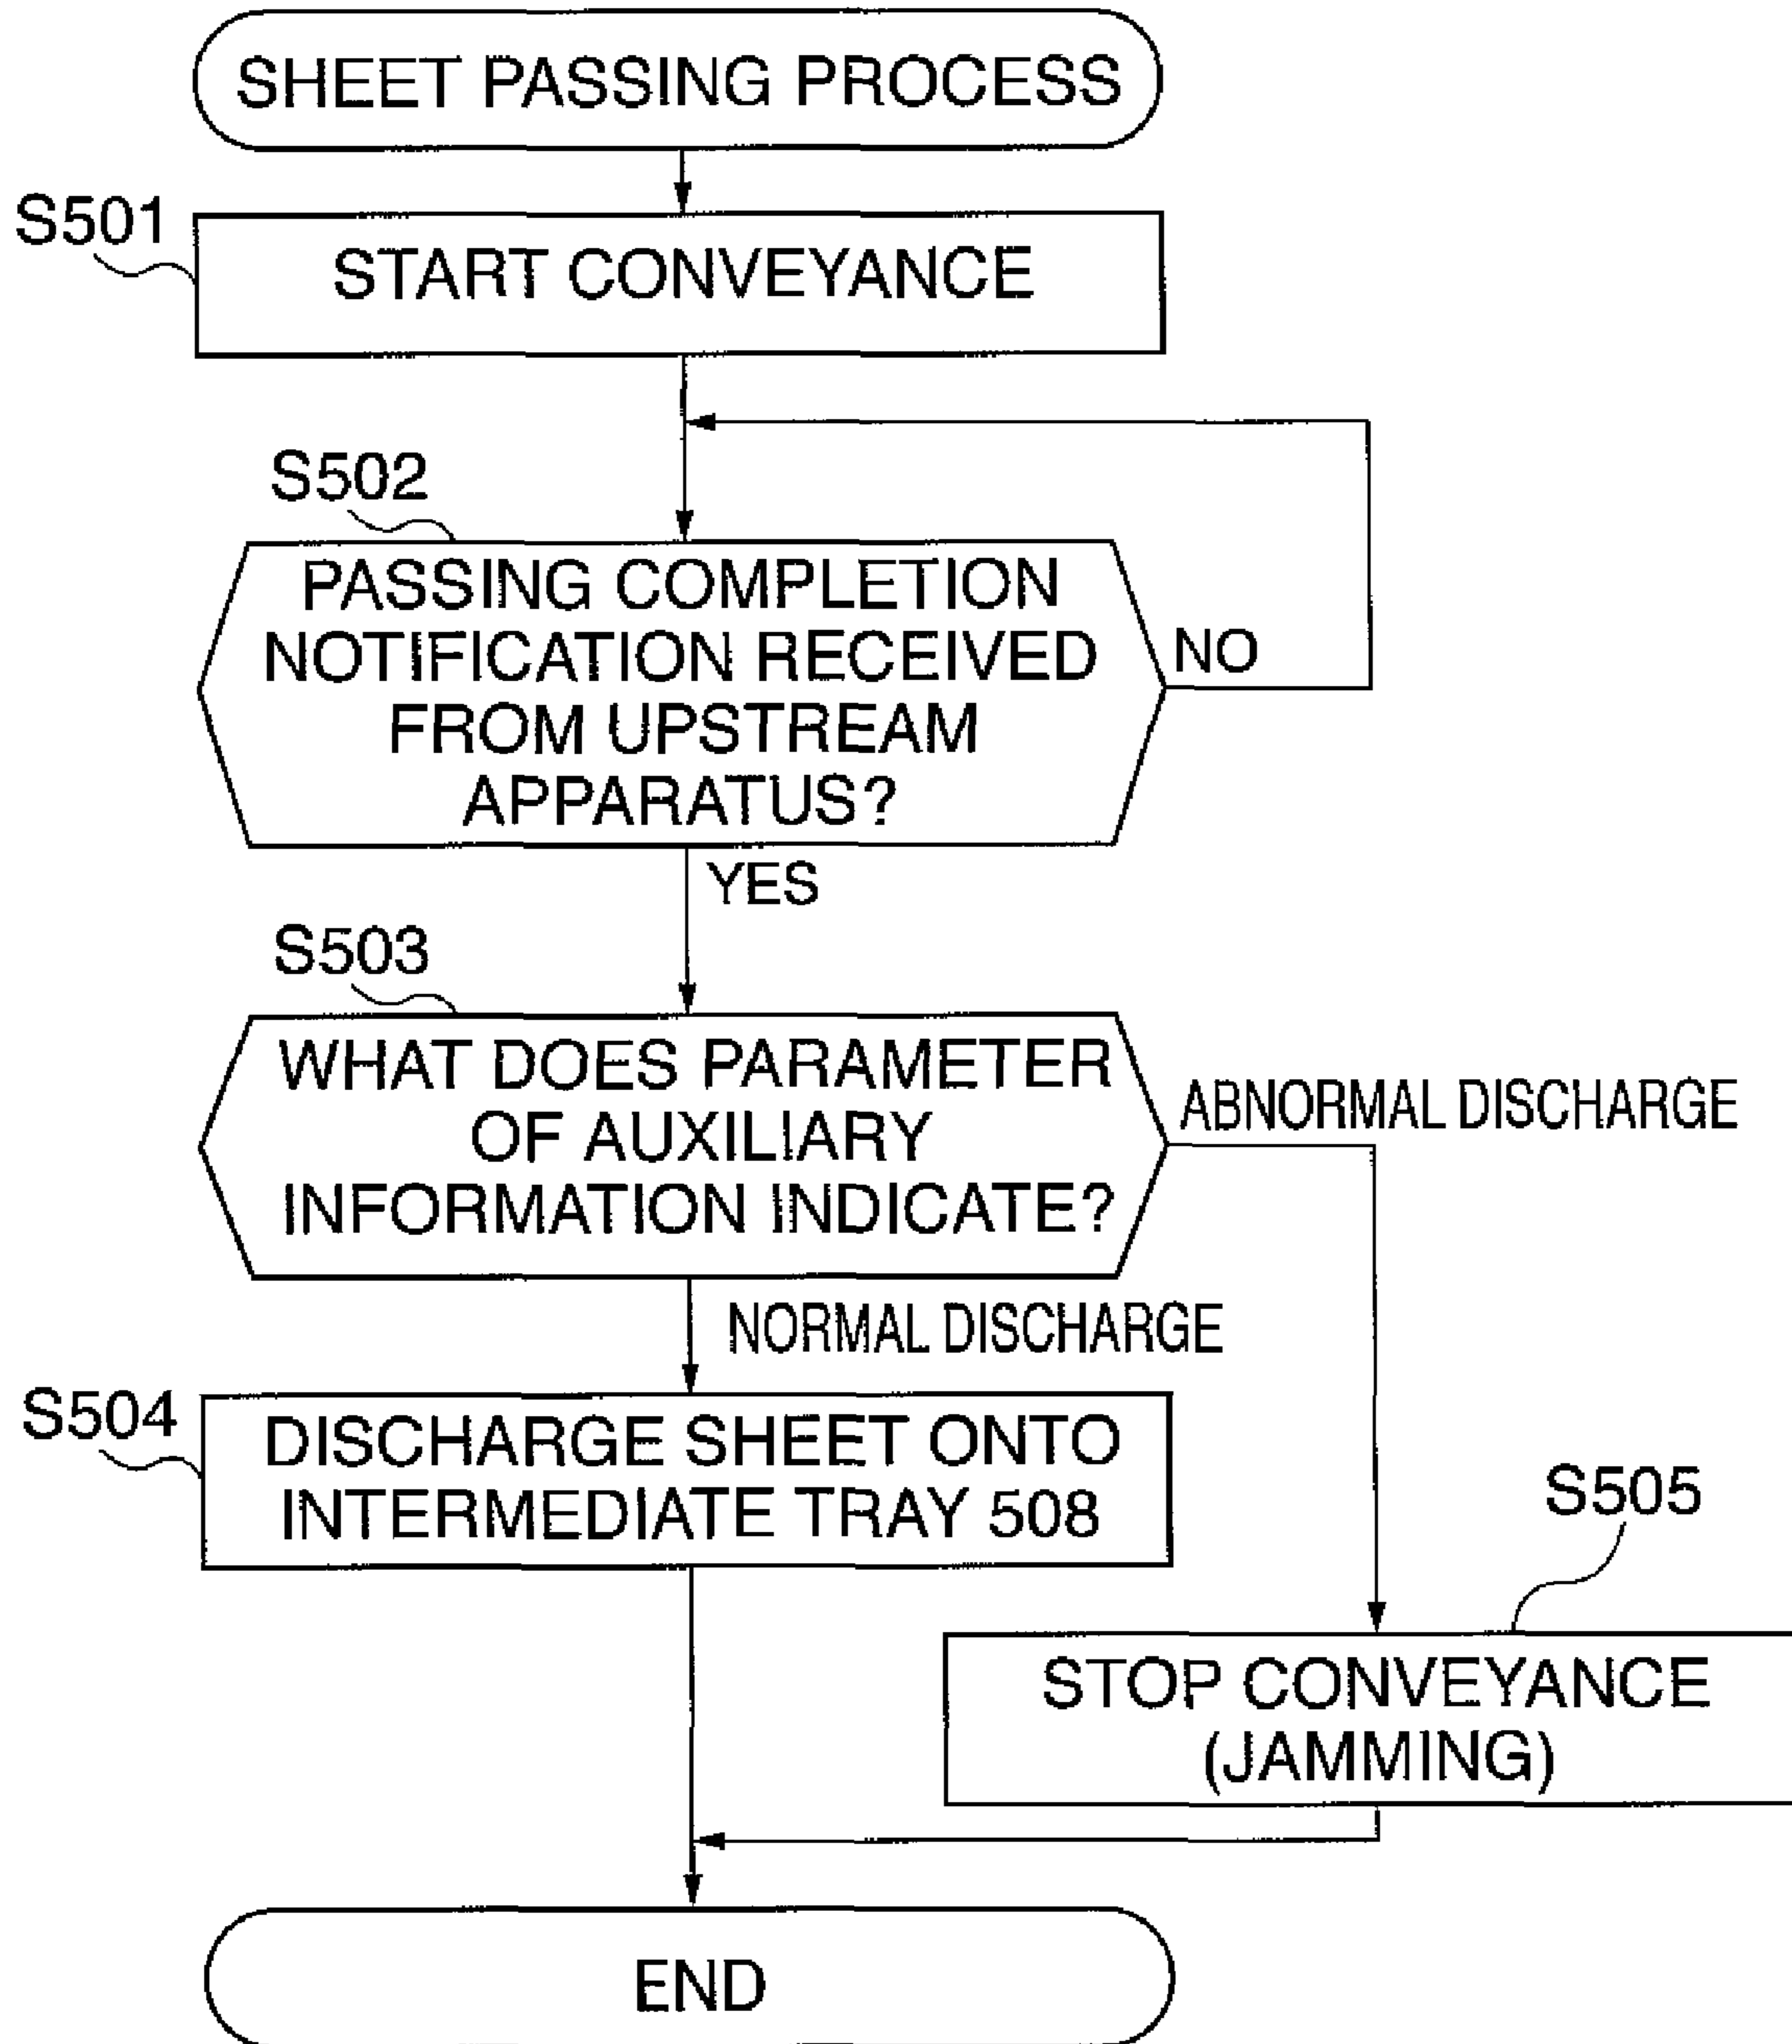 SHEET PASSING PROCESS
S501
START CONVEYANCE
S502
PASSING COMPLETION
NOTIFICATION RECEIVED
FROM UPSTREAM
APPARATUS?
NO
YES
S503
WHAT DOES PARAMETER
OF AUXILIARY
INFORMATION INDICATE?
ABNORMAL DISCHARGE
NORMAL DISCHARGE
S504
DISCHARGE SHEET ONTO
INTERMEDIATE TRAY 508
S505
STOP CONVEYANCE
(JAMMING)
END